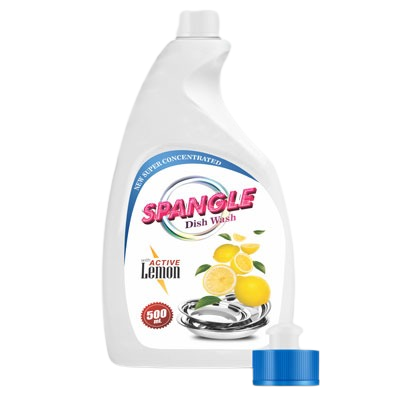 NEW SUPER CONCENTRATED
SPANGLE
Dish Wash
with
ACTIVE
Lemon
500
ml.